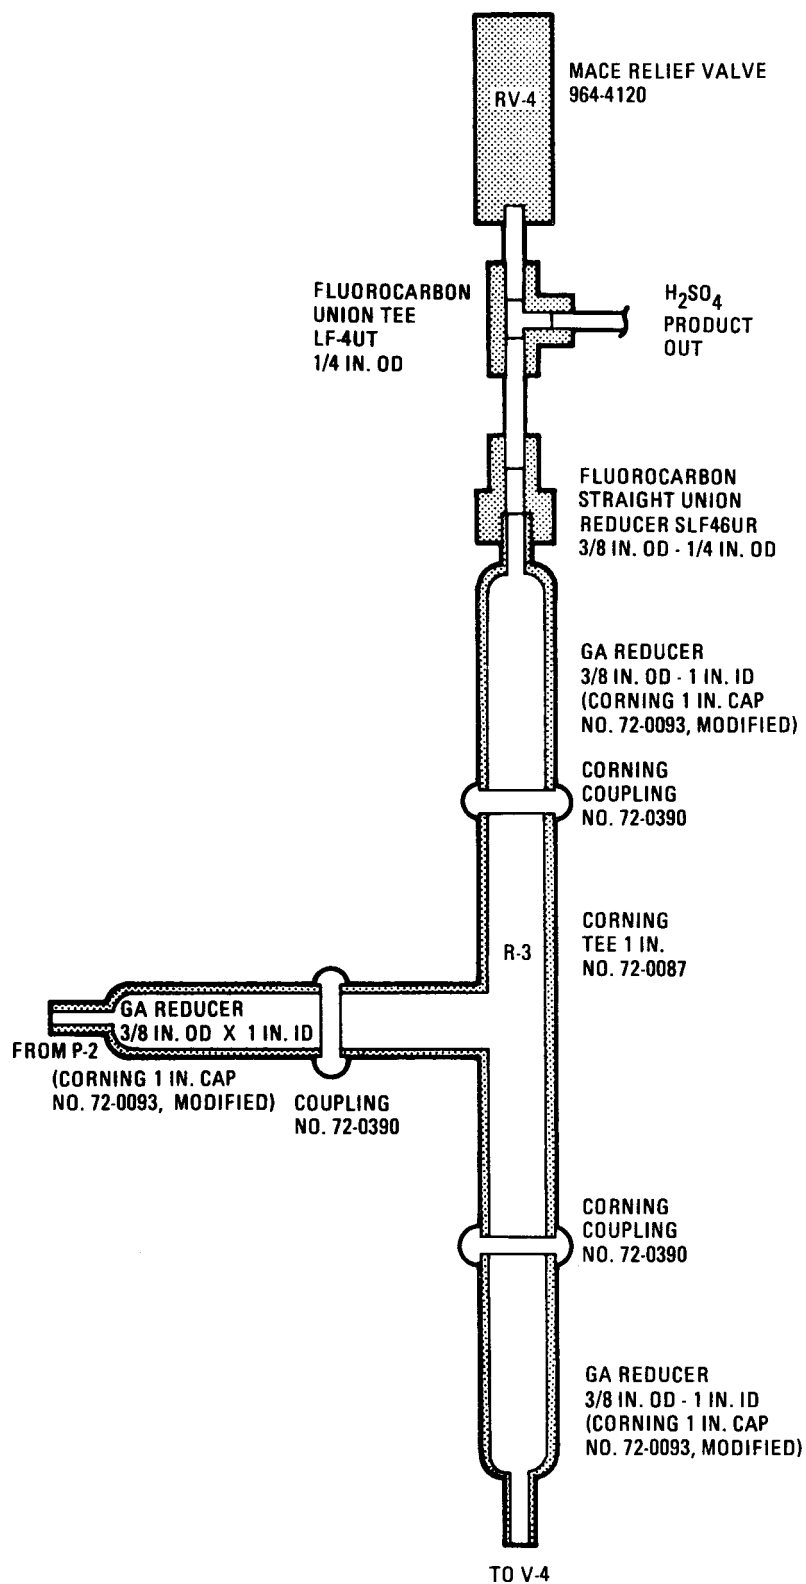 RV-4
MACE RELIEF VALVE
964-4120
FLUOROCARBON
UNION TEE
LF-4UT
1/4 IN. OD
H₂SO₄
PRODUCT
OUT
FLUOROCARBON
STRAIGHT UNION
REDUCER SLF46UR
3/8 IN. OD - 1/4 IN. OD
GA REDUCER
3/8 IN. OD - 1 IN. ID
(CORNING 1 IN. CAP
NO. 72-0093, MODIFIED)
CORNING
COUPLING
NO. 72-0390
R-3
CORNING
TEE 1 IN.
NO. 72-0087
GA REDUCER
3/8 IN. OD X 1 IN. ID
FROM P-2
(CORNING 1 IN. CAP
NO. 72-0093, MODIFIED)
COUPLING
NO. 72-0390
CORNING
COUPLING
NO. 72-0390
GA REDUCER
3/8 IN. OD - 1 IN. ID
(CORNING 1 IN. CAP
NO. 72-0093, MODIFIED)
TO V-4